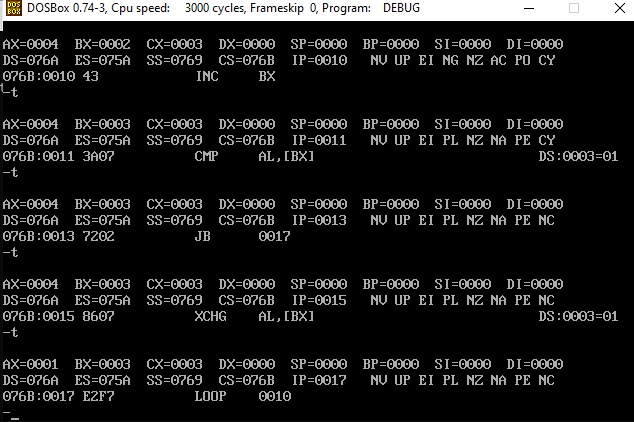 DOSBox 0.74-3, Cpu speed: 3000 cycles, Frameskip 0, Program: DEBUG
AX=0004 BX=0002 CX=0003 DX=0000 SP=0000 BP=0000 SI=0000 DI=0000
DS=076A ES=075A SS=0769 CS=076B IP=0010 NV UP EI NG NZ AC PO CY
076B:0010 43 INC BX
-t
AX=0004 BX=0003 CX=0003 DX=0000 SP=0000 BP=0000 SI=0000 DI=0000
DS=076A ES=075A SS=0769 CS=076B IP=0011 NV UP EI PL NZ NA PE CY
076B:0011 3A07 CMP AL,[BX] DS:0003=01
-t
AX=0004 BX=0003 CX=0003 DX=0000 SP=0000 BP=0000 SI=0000 DI=0000
DS=076A ES=075A SS=0769 CS=076B IP=0013 NV UP EI PL NZ NA PE NC
076B:0013 7202 JB 0017
-t
AX=0004 BX=0003 CX=0003 DX=0000 SP=0000 BP=0000 SI=0000 DI=0000
DS=076A ES=075A SS=0769 CS=076B IP=0015 NV UP EI PL NZ NA PE NC
076B:0015 8607 XCHG AL,[BX] DS:0003=01
-t
AX=0001 BX=0003 CX=0003 DX=0000 SP=0000 BP=0000 SI=0000 DI=0000
DS=076A ES=075A SS=0769 CS=076B IP=0017 NV UP EI PL NZ NA PE NC
076B:0017 E2F7 LOOP 0010
-_